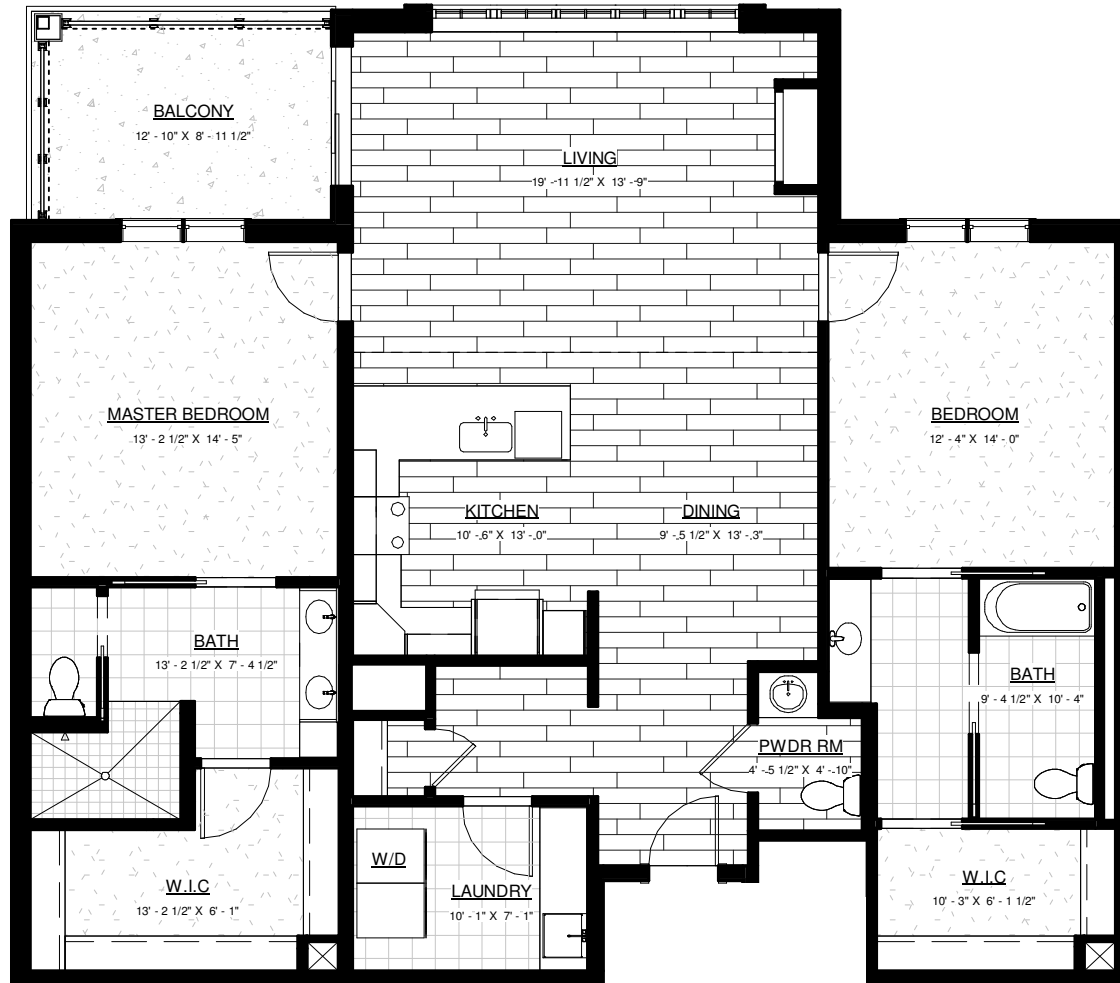 BALCONY
12' - 10" X 8' - 11 1/2"
LIVING
19' - 11 1/2" X 13' - 9"
MASTER BEDROOM
13' - 2 1/2" X 14' - 5"
BEDROOM
12' - 4" X 14' - 0"
KITCHEN
10' - 6" X 13' - 0"
DINING
9' - 5 1/2" X 13' - 3"
BATH
13' - 2 1/2" X 7' - 4 1/2"
BATH
9' - 4 1/2" X 10' - 4"
PWDR RM
4' - 5 1/2" X 4' - 10"
W/D
LAUNDRY
10' - 1" X 7' - 1"
W.I.C
13' - 2 1/2" X 6' - 1"
W.I.C
10' - 3" X 6' - 1 1/2"